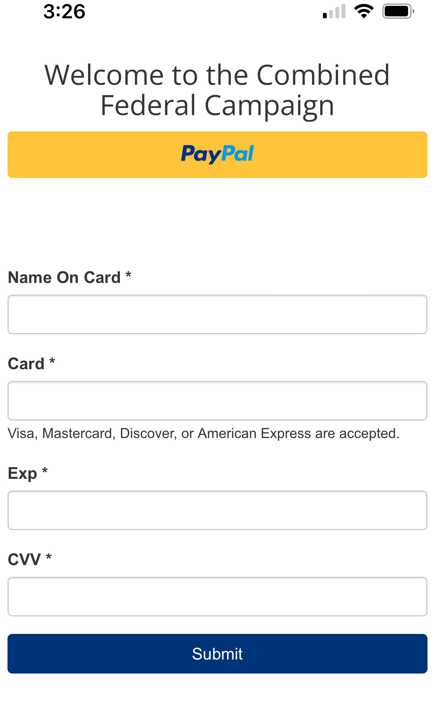 3:26
Welcome to the Combined
Federal Campaign
PayPal
Name On Card *
Card *
Visa, Mastercard, Discover, or American Express are accepted.
Exp *
CVV *
Submit